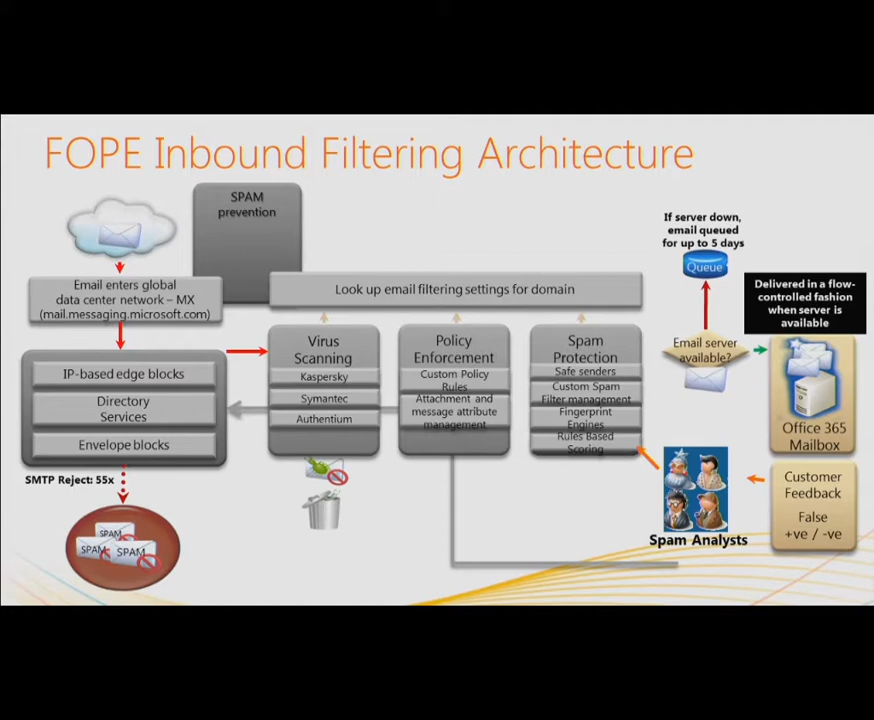 FOPE Inbound Filtering Architecture
SPAM
prevention
If server down,
email queued
for up to 5 days
Queue
Email enters global
data center network – MX
(mail.messaging.microsoft.com)
Look up email filtering settings for domain
Delivered in a flow-
controlled fashion
when server is
available
IP-based edge blocks
Directory
Services
Envelope blocks
Virus
Scanning
Kaspersky
Symantec
Authentium
Policy
Enforcement
Custom Policy
Rules
Attachment and
message attribute
management
Spam
Protection
Safe senders
Custom Spam
Filter management
Fingerprint
Engines
Rules Based
Scoring
Email server
available?
Office 365
Mailbox
SMTP Reject: 55x
SPAM
SPAM
SPAM
Spam Analysts
Customer
Feedback
False
+ve / -ve